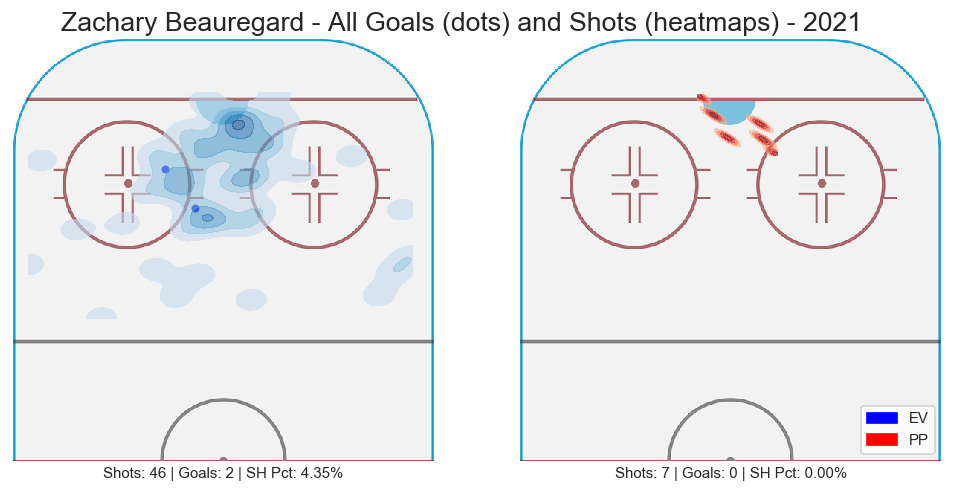 Zachary Beauregard - All Goals (dots) and Shots (heatmaps) - 2021
EV
PP
Shots: 46 | Goals: 2 | SH Pct: 4.35%
Shots: 7 | Goals: 0 | SH Pct: 0.00%